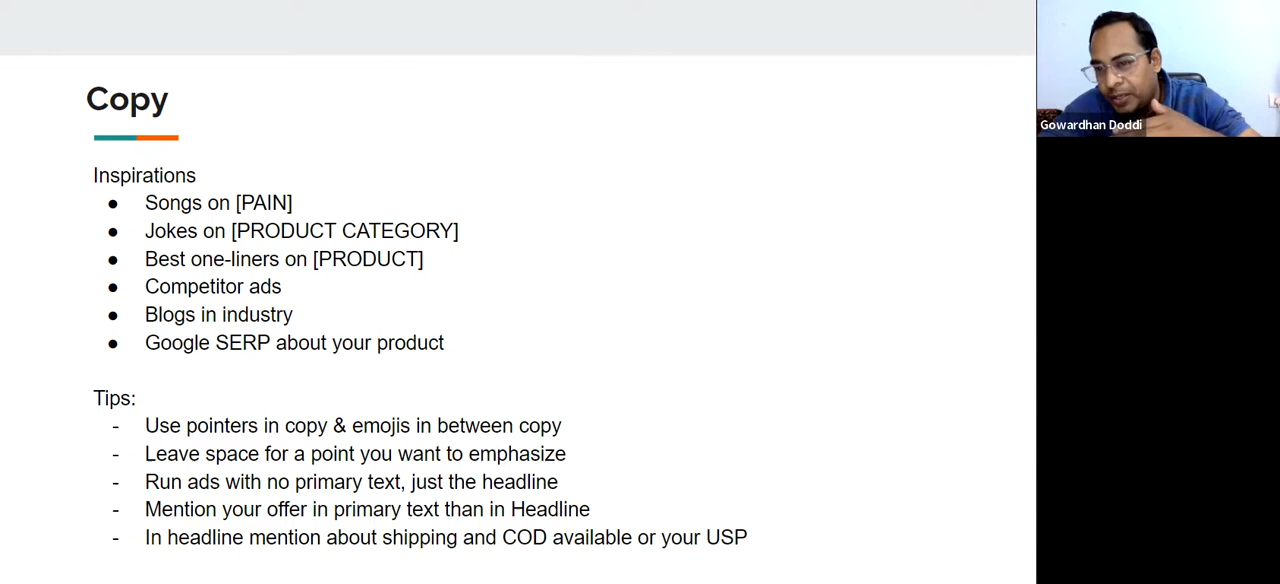 Copy
Inspirations
● Songs on [PAIN]
● Jokes on [PRODUCT CATEGORY]
● Best one-liners on [PRODUCT]
● Competitor ads
● Blogs in industry
● Google SERP about your product
Tips:
- Use pointers in copy & emojis in between copy
- Leave space for a point you want to emphasize
- Run ads with no primary text, just the headline
- Mention your offer in primary text than in Headline
- In headline mention about shipping and COD available or your USP
Gowardhan Doddi